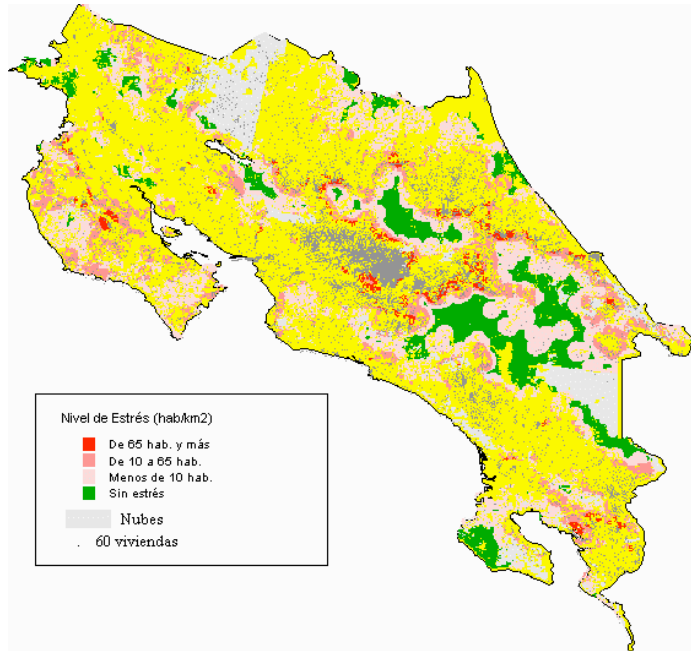 Nivel de Estrés (hab/km2)
De 65 hab. y más
De 10 a 65 hab.
Menos de 10 hab.
Sin estrés
Nubes
. 60 viviendas